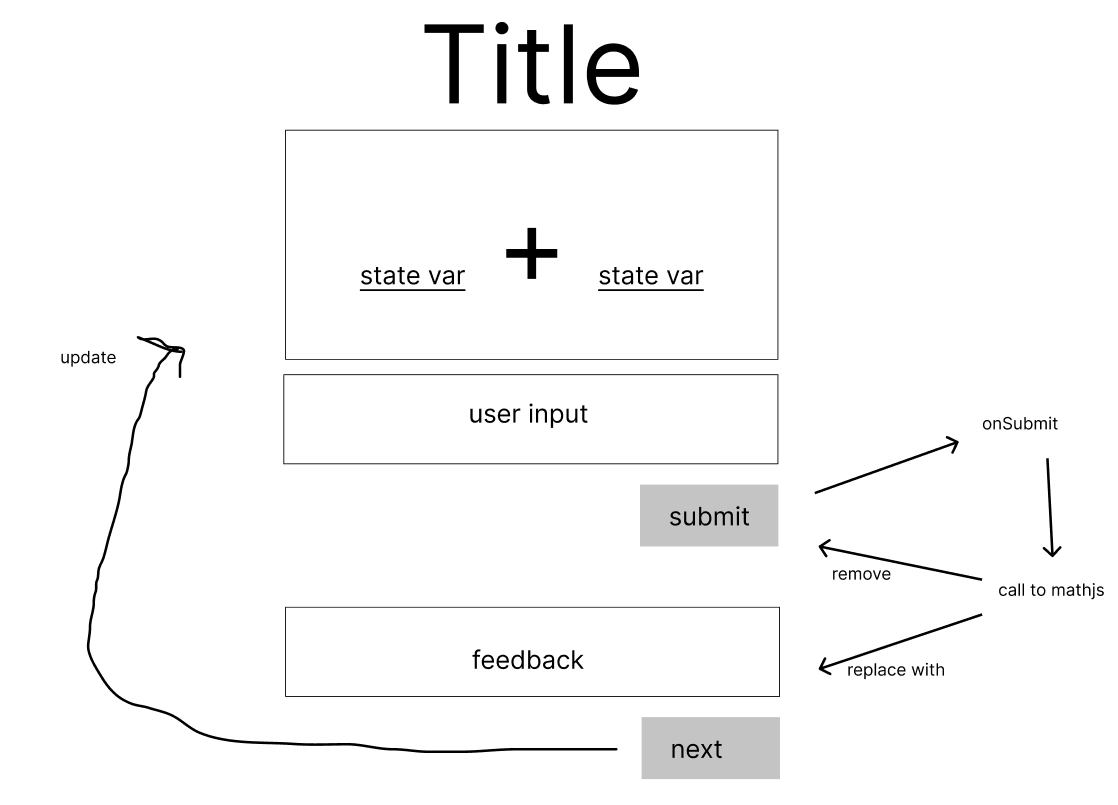 Title
+
state var state var
update
user input
onSubmit
submit
remove
call to mathjs
feedback
replace with
next